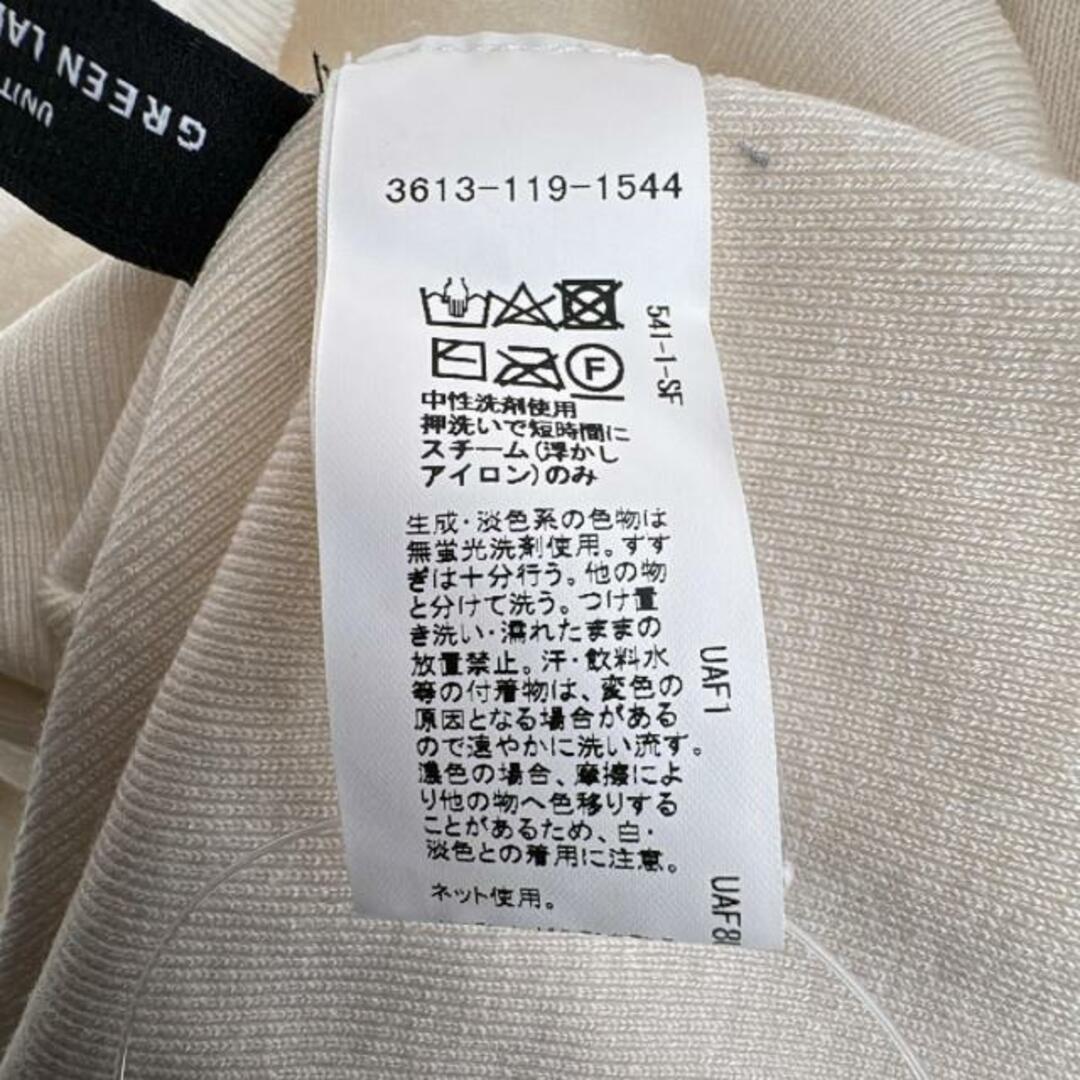 GREEN LA
UNIT
3613-119-1544
541-1-SF
F
中性洗剤使用
押洗いで短時間に
スチーム(浮かし
アイロン)のみ
生成・淡色系の色物は
無蛍光洗剤使用。すす
ぎは十分行う。他の物
と分けて洗う。つけ置
き洗い・濡れたままの
放置禁止。汗・飲料水
等の付着物は、変色の
原因となる場合がある
ので速やかに洗い流す。
濃色の場合、摩擦によ
り他の物へ色移りする
ことがあるため、白・
淡色との着用に注意。
ネット使用。
UAF1
UAF8